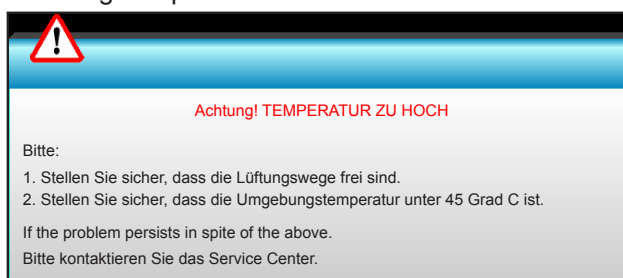 Achtung! TEMPERATUR ZU HOCH
Bitte:
1. Stellen Sie sicher, dass die Lüftungswege frei sind.
2. Stellen Sie sicher, dass die Umgebungstemperatur unter 45 Grad C ist.
If the problem persists in spite of the above.
Bitte kontaktieren Sie das Service Center.